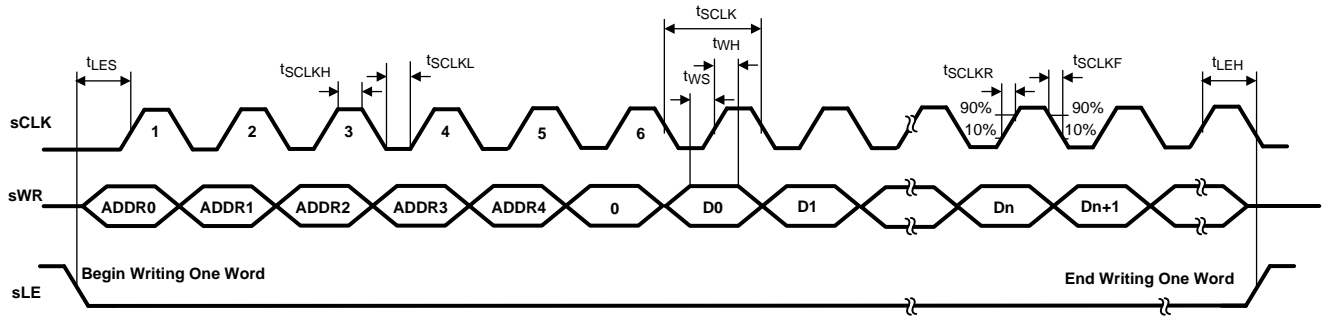 tSCLK
tLES tSCLKH tSCLKL tWH tWS tSCLKR tSCLKF tLEH
90% 90%
10% 10%
sCLK 1 2 3 4 5 6
sWR ADDR0 ADDR1 ADDR2 ADDR3 ADDR4 0 D0 D1 Dn Dn+1
Begin Writing One Word End Writing One Word
sLE